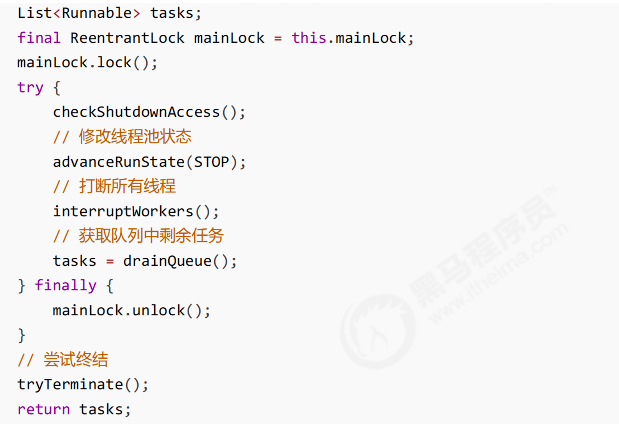 List<Runnable> tasks;
final ReentrantLock mainLock = this.mainLock;
mainLock.lock();
try {
    checkShutdownAccess();
    // 修改线程池状态
    advanceRunState(STOP);
    // 打断所有线程
    interruptWorkers();
    // 获取队列中剩余任务
    tasks = drainQueue();
} finally {
    mainLock.unlock();
}
// 尝试终结
tryTerminate();
return tasks;
黑马程序员
www.itheima.com